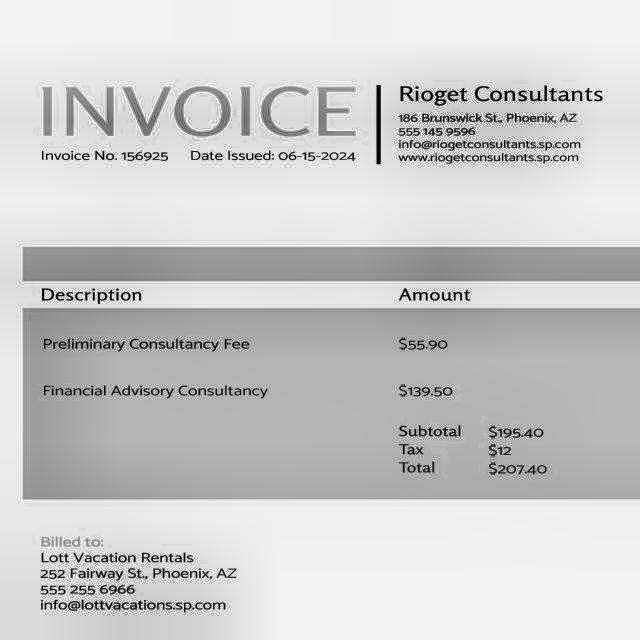 INVOICE
Invoice No. 156925 Date Issued: 06-15-2024
Rioget Consultants
186 Brunswick St., Phoenix, AZ
555 145 9596
info@riogetconsultants.sp.com
www.riogetconsultants.sp.com
Description Amount
Preliminary Consultancy Fee $55.90
Financial Advisory Consultancy $139.50
Subtotal $195.40
Tax $12
Total $207.40
Billed to:
Lott Vacation Rentals
252 Fairway St., Phoenix, AZ
555 255 6966
info@lottvacations.sp.com